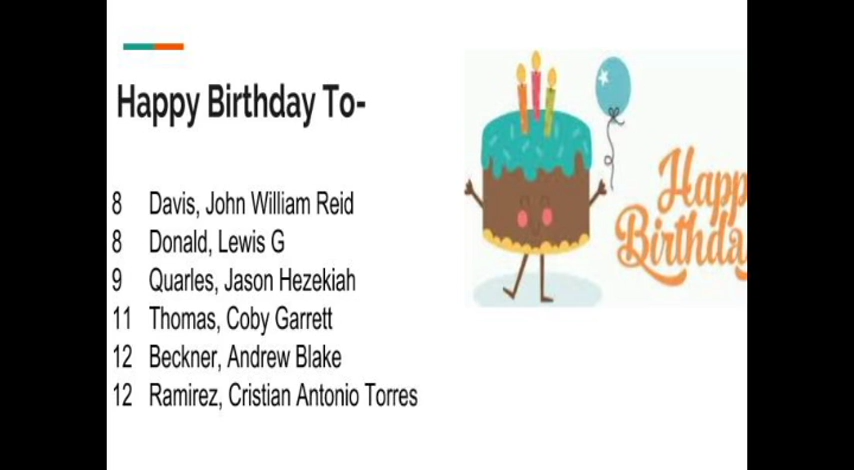 Happy Birthday To-
8 Davis, John William Reid
8 Donald, Lewis G
9 Quarles, Jason Hezekiah
11 Thomas, Coby Garrett
12 Beckner, Andrew Blake
12 Ramirez, Cristian Antonio Torres
Happ
Birthda